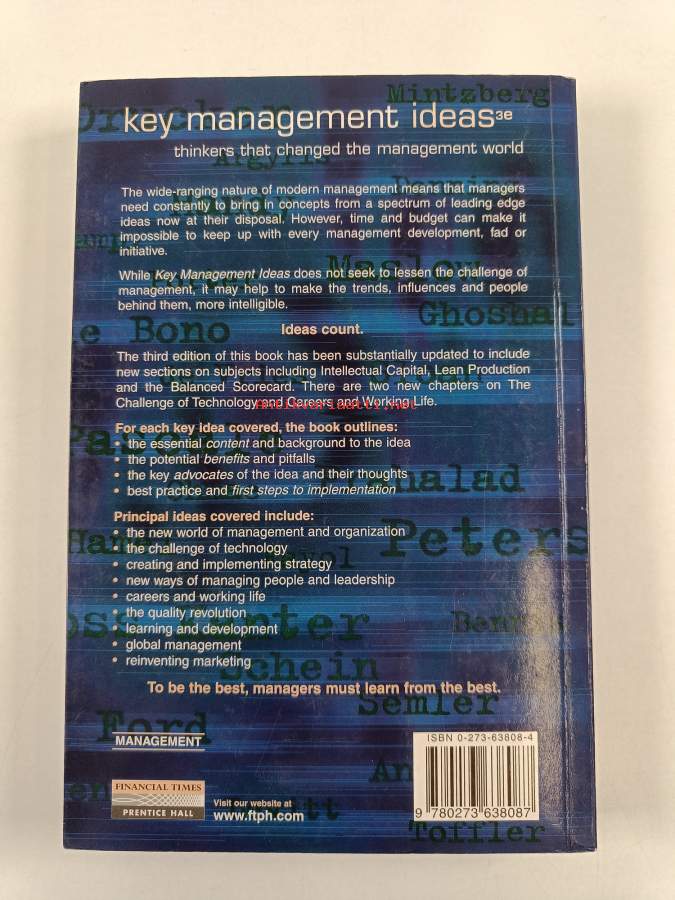 Mintzberg
key management ideas3e
thinkers that changed the management world
Argyris
The wide-ranging nature of modern management means that managers
need constantly to bring in concepts from a spectrum of leading edge
ideas now at their disposal. However, time and budget can make it
impossible to keep up with every management development, fad or
initiative.
Maslow
While Key Management Ideas does not seek to lessen the challenge of
management, it may help to make the trends, influences and people
behind them, more intelligible.
Ghoshal
e Bono
Ideas count.
The third edition of this book has been substantially updated to include
new sections on subjects including Intellectual Capital, Lean Production
and the Balanced Scorecard. There are two new chapters on The
Challenge of Technology and Careers and Working Life.
Antikvariaatti.net
For each key idea covered, the book outlines:
• the essential content and background to the idea
• the potential benefits and pitfalls
• the key advocates of the idea and their thoughts
• best practice and first steps to implementation
halad
Principal ideas covered include:
• the new world of management and organization
• the challenge of technology
• creating and implementing strategy
• new ways of managing people and leadership
• careers and working life
• the quality revolution
• learning and development
• global management
• reinventing marketing
Peters
Kanter
Schein
To be the best, managers must learn from the best.
Semler
Ford
MANAGEMENT
ISBN 0-273-63808-4
FINANCIAL TIMES
PRENTICE HALL
Visit our website at
www.ftph.com
9 780273 638087
Toffler